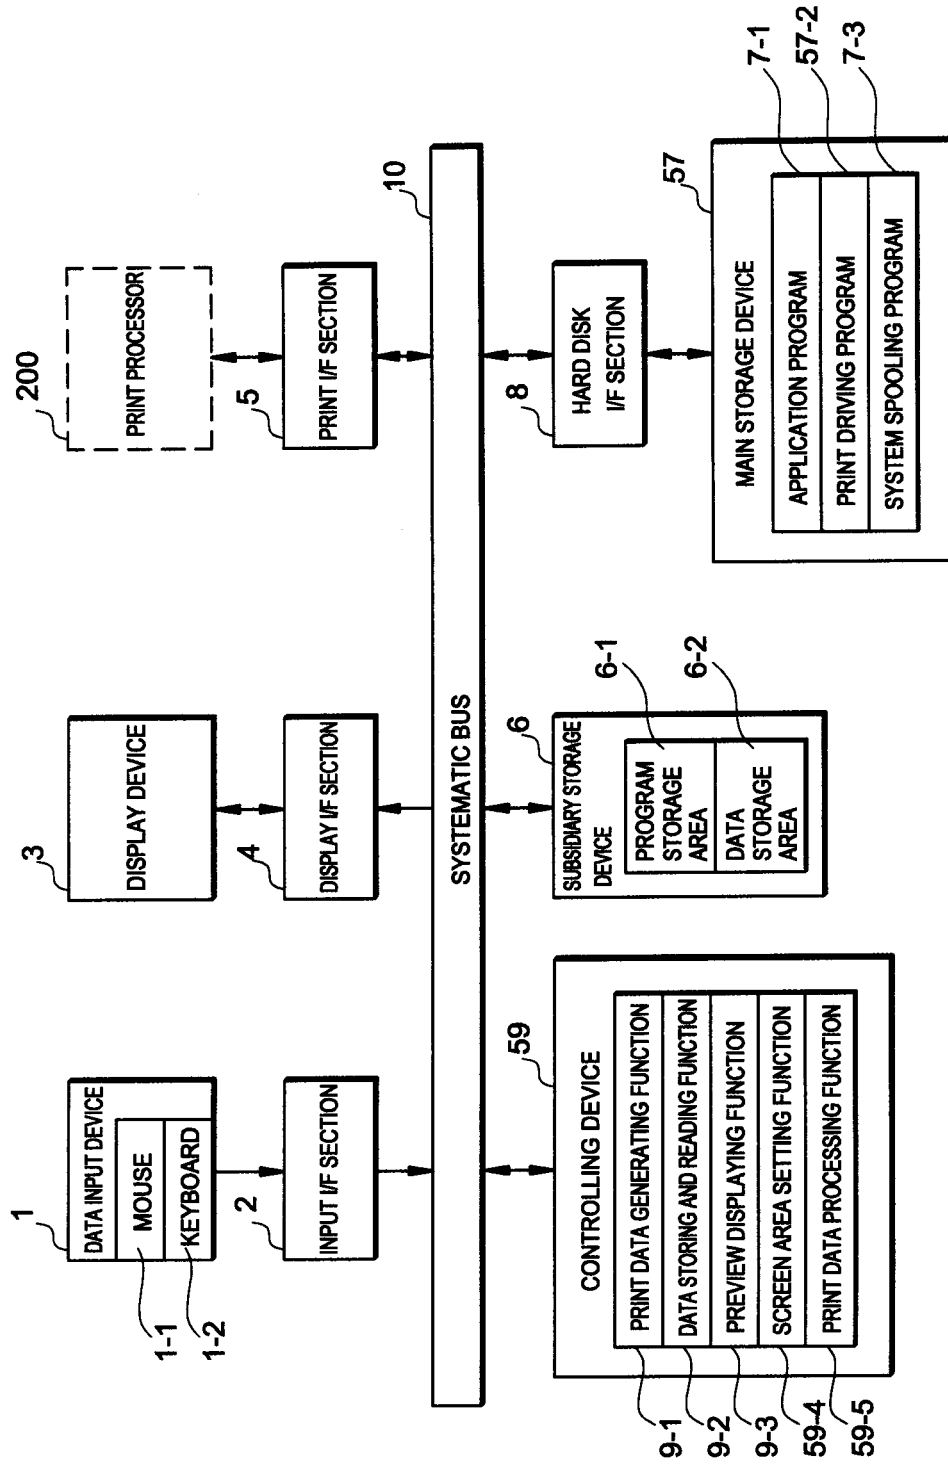 1
DATA INPUT DEVICE
MOUSE
KEYBOARD
1-1
1-2
2
INPUT I/F SECTION
3
DISPLAY DEVICE
4
DISPLAY I/F SECTION
200
PRINT PROCESSOR
5
PRINT I/F SECTION
10
SYSTEMATIC BUS
59
CONTROLLING DEVICE
PRINT DATA GENERATING FUNCTION
DATA STORING AND READING FUNCTION
PREVIEW DISPLAYING FUNCTION
SCREEN AREA SETTING FUNCTION
PRINT DATA PROCESSING FUNCTION
9-1
9-2
9-3
59-4
59-5
6
SUBSIDIARY STORAGE
DEVICE
PROGRAM
STORAGE
AREA
DATA
STORAGE
AREA
6-1
6-2
8
HARD DISK
I/F SECTION
57
MAIN STORAGE DEVICE
APPLICATION PROGRAM
PRINT DRIVING PROGRAM
SYSTEM SPOOLING PROGRAM
7-1
57-2
7-3